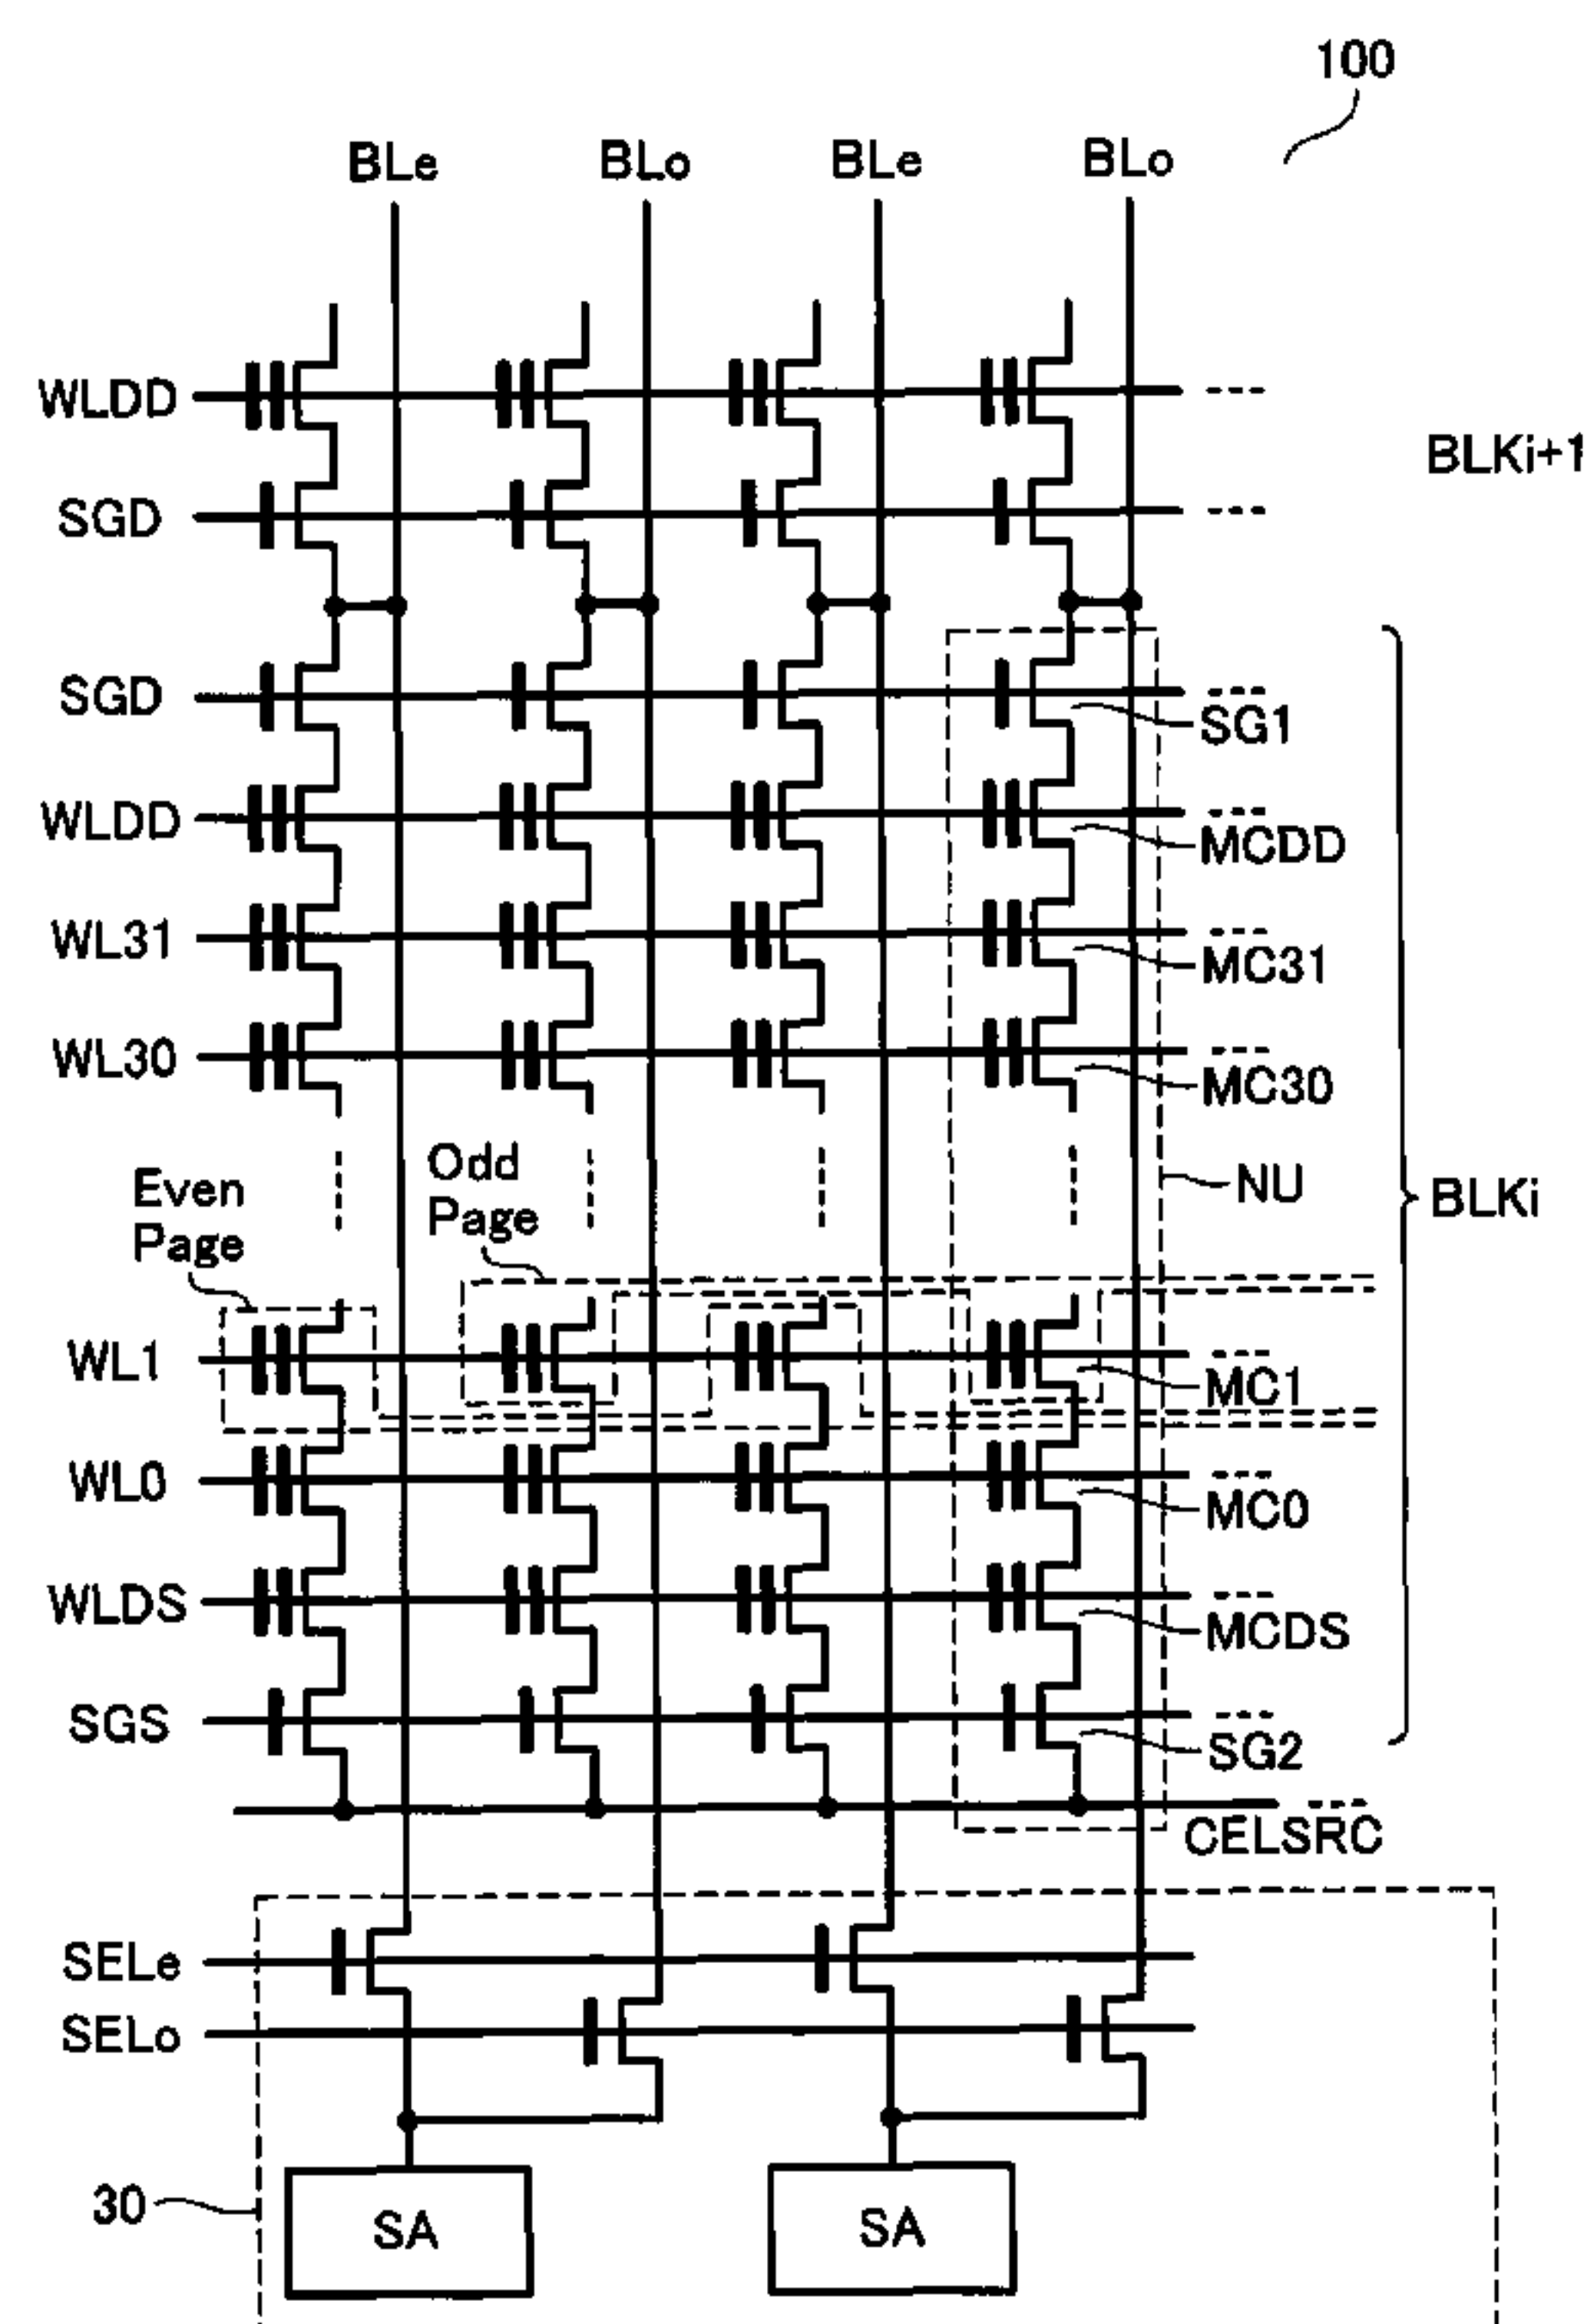 100
BLe BLo BLe BLo
WLDD
BLKi+1
SGD
SGD
SG1
WLDD
MCDD
WL31
MC31
WL30
MC30
Even
Page
Odd
Page
NU
BLKi
WL1
MC1
WL0
MC0
WLDS
MCDS
SGS
SG2
CELSRC
SELe
SELo
30
SA SA